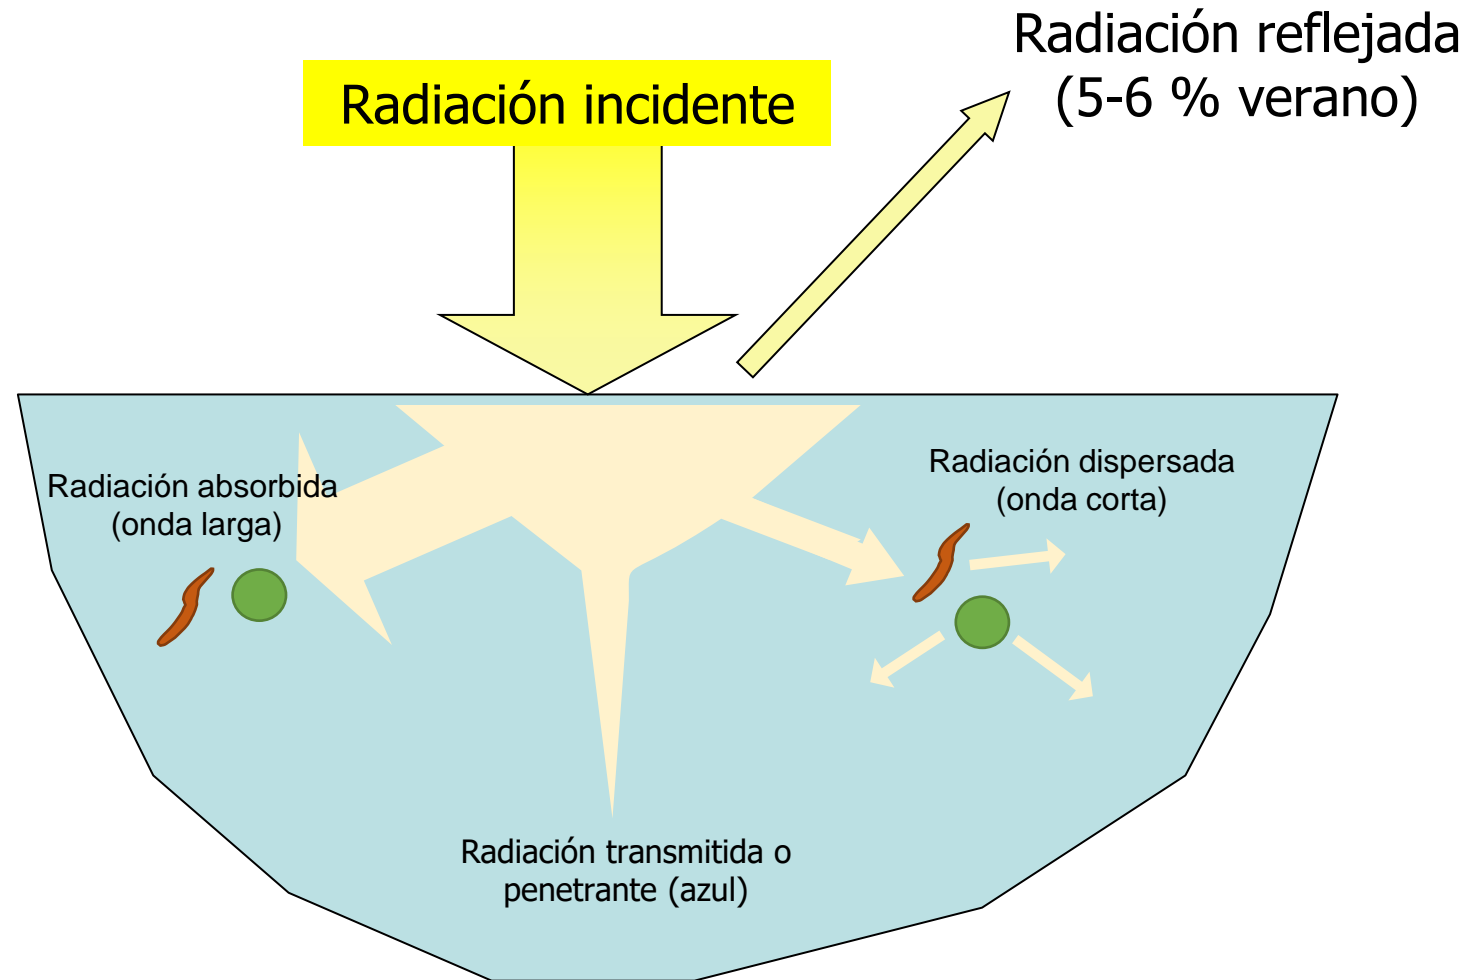 Radiación reflejada
(5-6 % verano)
Radiación incidente
Radiación absorbida
(onda larga)
Radiación dispersada
(onda corta)
Radiación transmitida o
penetrante (azul)